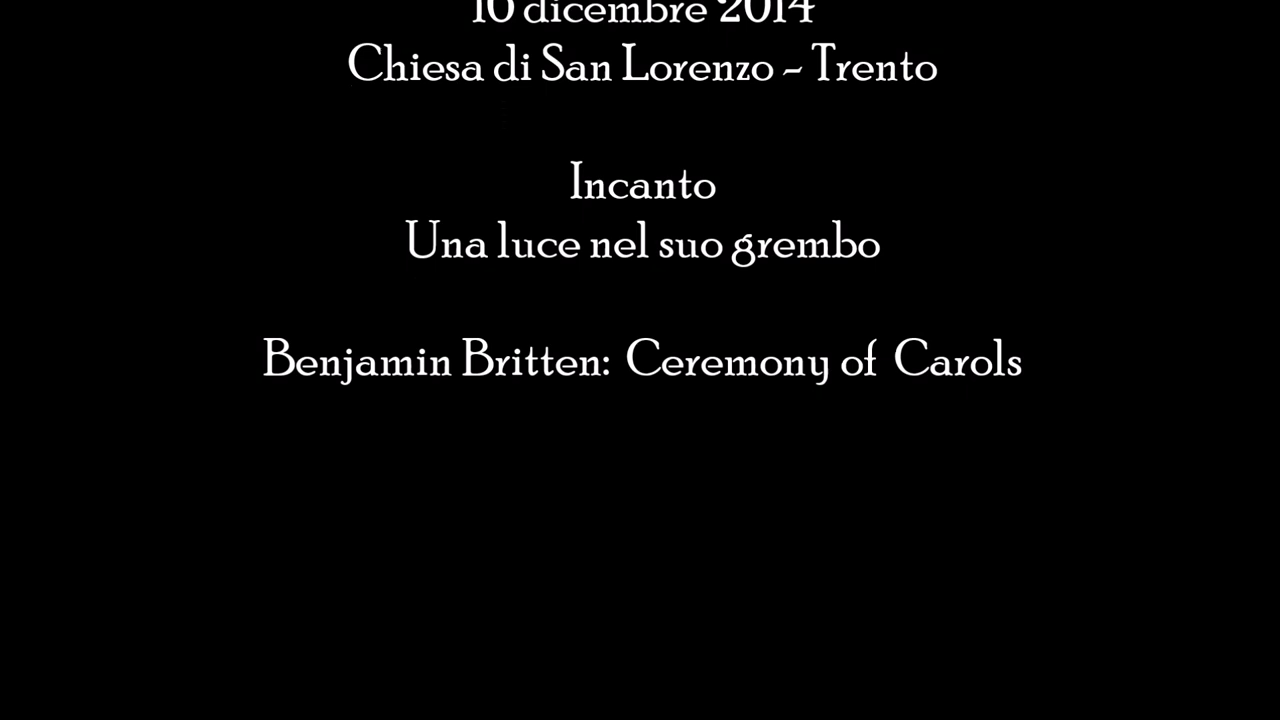 10 dicembre 2014
Chiesa di San Lorenzo - Trento
Incanto
Una luce nel suo grembo
Benjamin Britten: Ceremony of Carols